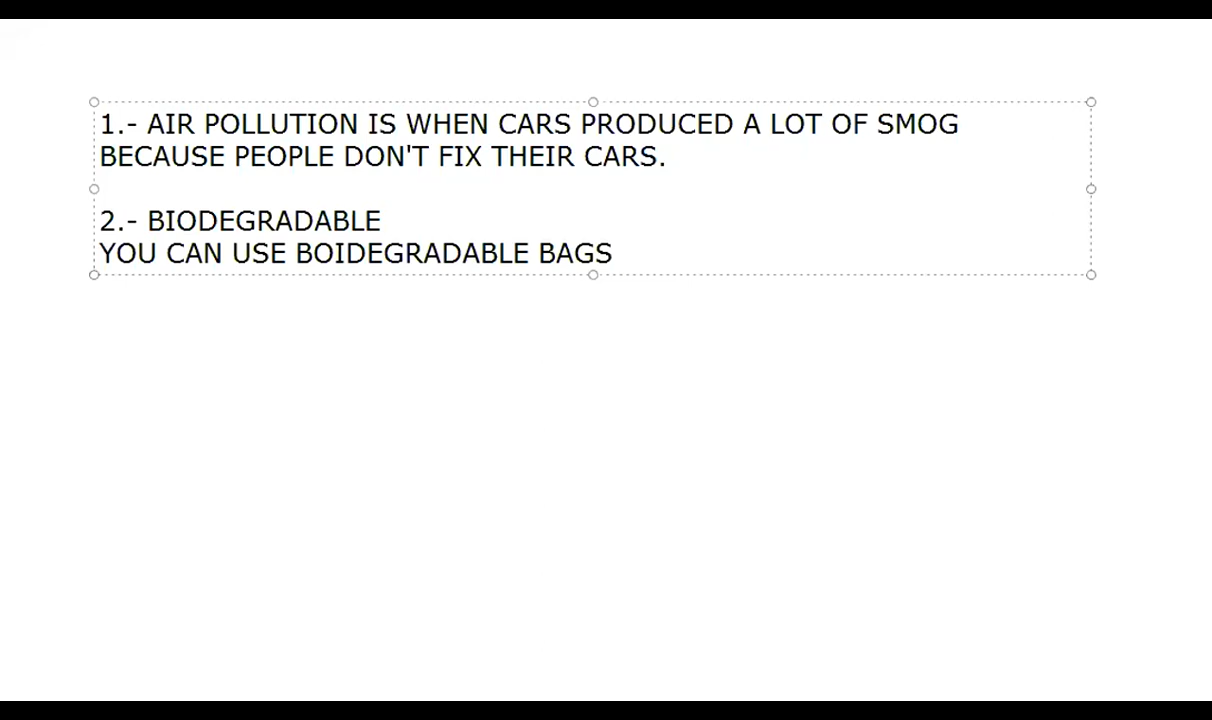 1.- AIR POLLUTION IS WHEN CARS PRODUCED A LOT OF SMOG
BECAUSE PEOPLE DON'T FIX THEIR CARS.
2.- BIODEGRADABLE
YOU CAN USE BOIDEGRADABLE BAGS